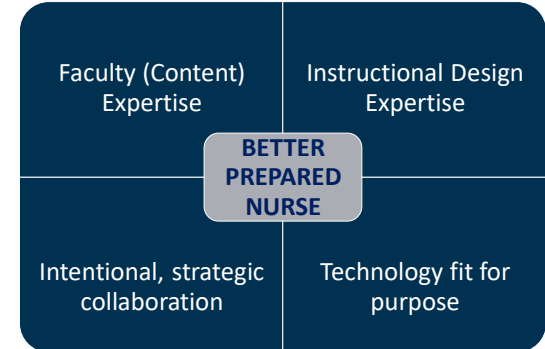 Faculty (Content)
Expertise
Instructional Design
Expertise
BETTER
PREPARED
NURSE
Intentional, strategic
collaboration
Technology fit for
purpose